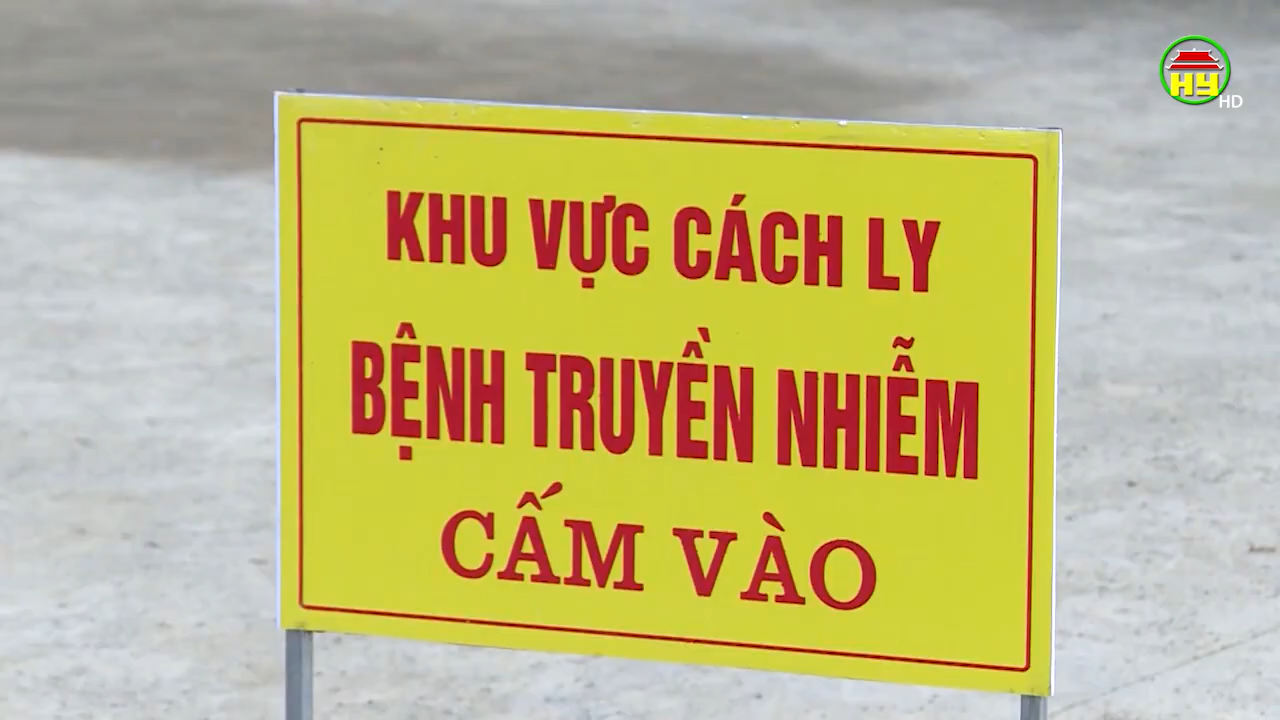 HY
HD
KHU VỰC CÁCH LY
BỆNH TRUYỀN NHIỄM
CẤM VÀO